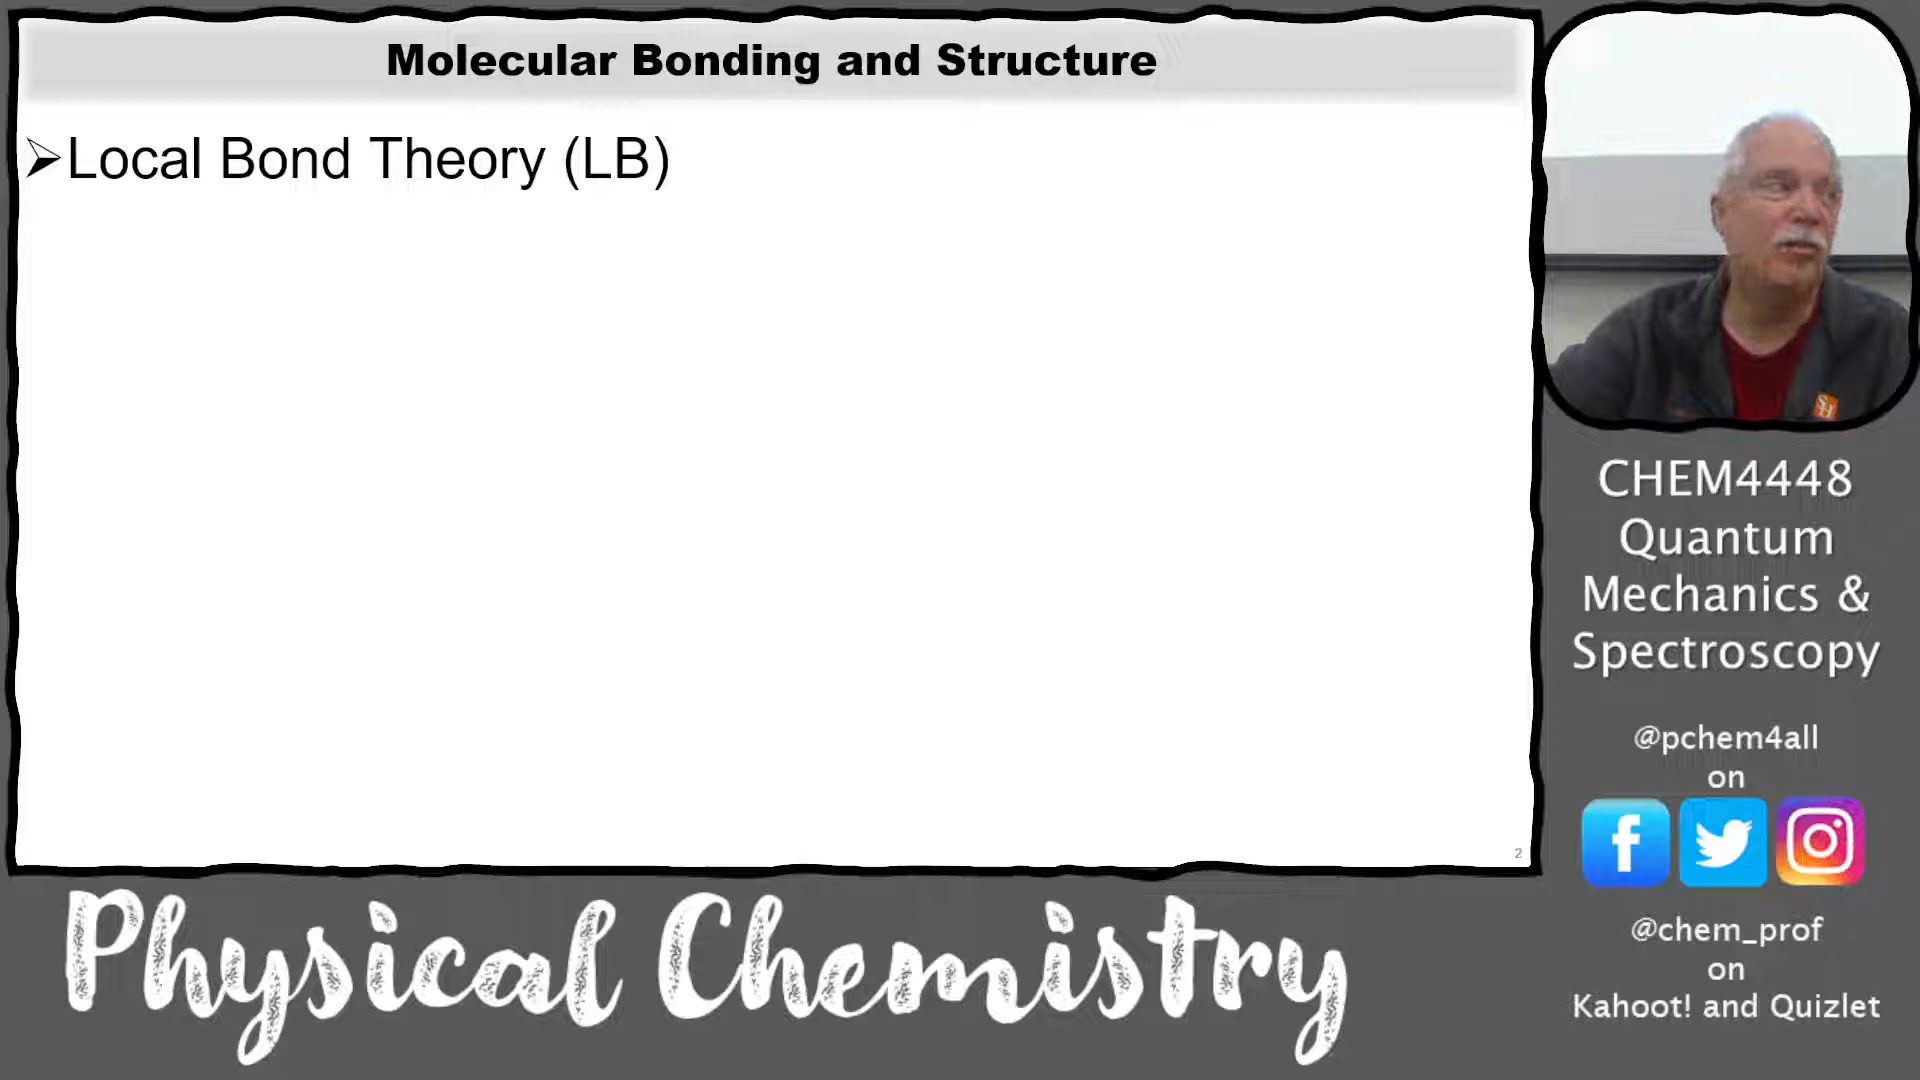 Molecular Bonding and Structure
➢Local Bond Theory (LB)
2
SH
CHEM4448
Quantum
Mechanics &
Spectroscopy
@pchem4all
on
@chem_prof
on
Kahoot! and Quizlet
Physical Chemistry